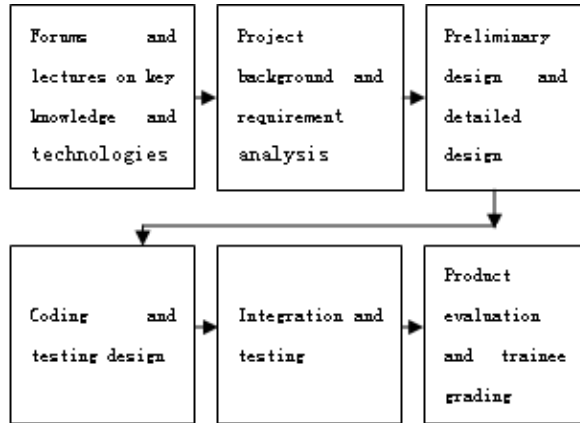 Forums and
lectures on key
knowledge and
technologies
Project
background and
requirement
analysis
Preliminary
design and
detailed
design
Coding and
testing design
Integration and
testing
Product
evaluation
and trainee
grading